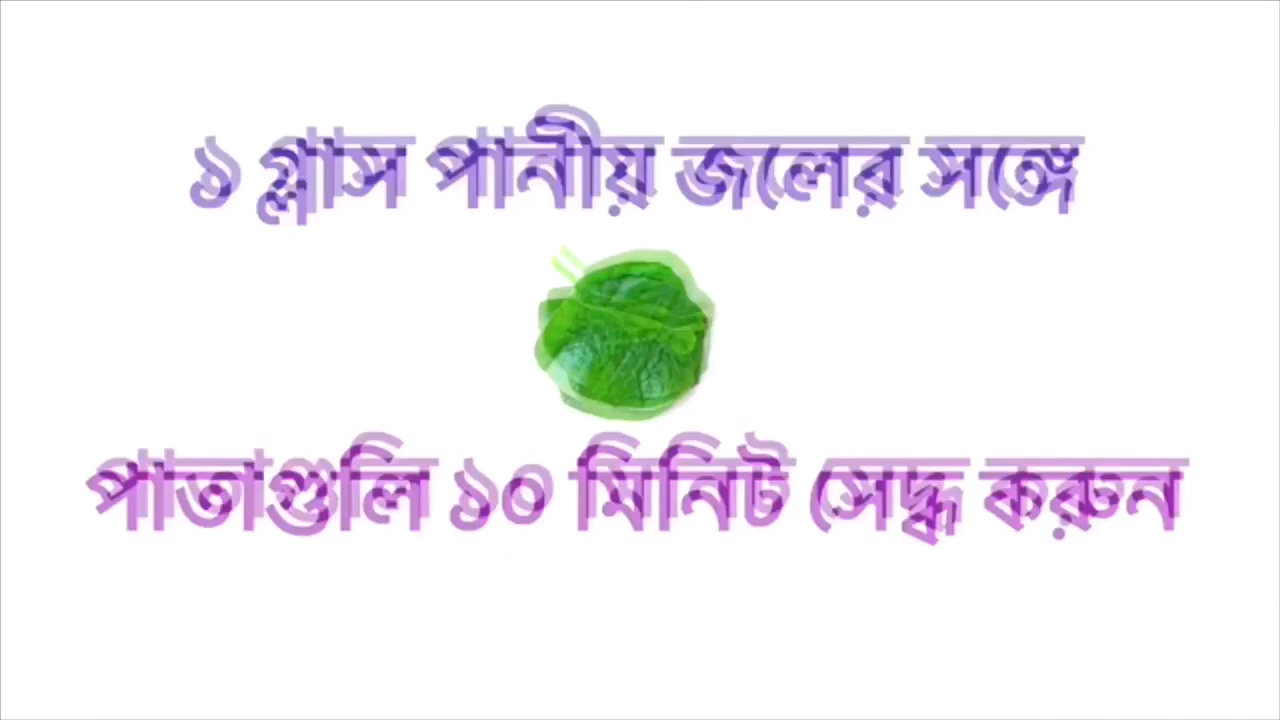 ১ গ্লাস পানীয় জলের সঙ্গে
পাতাগুলি ১০ মিনিট সেদ্ধ করুন